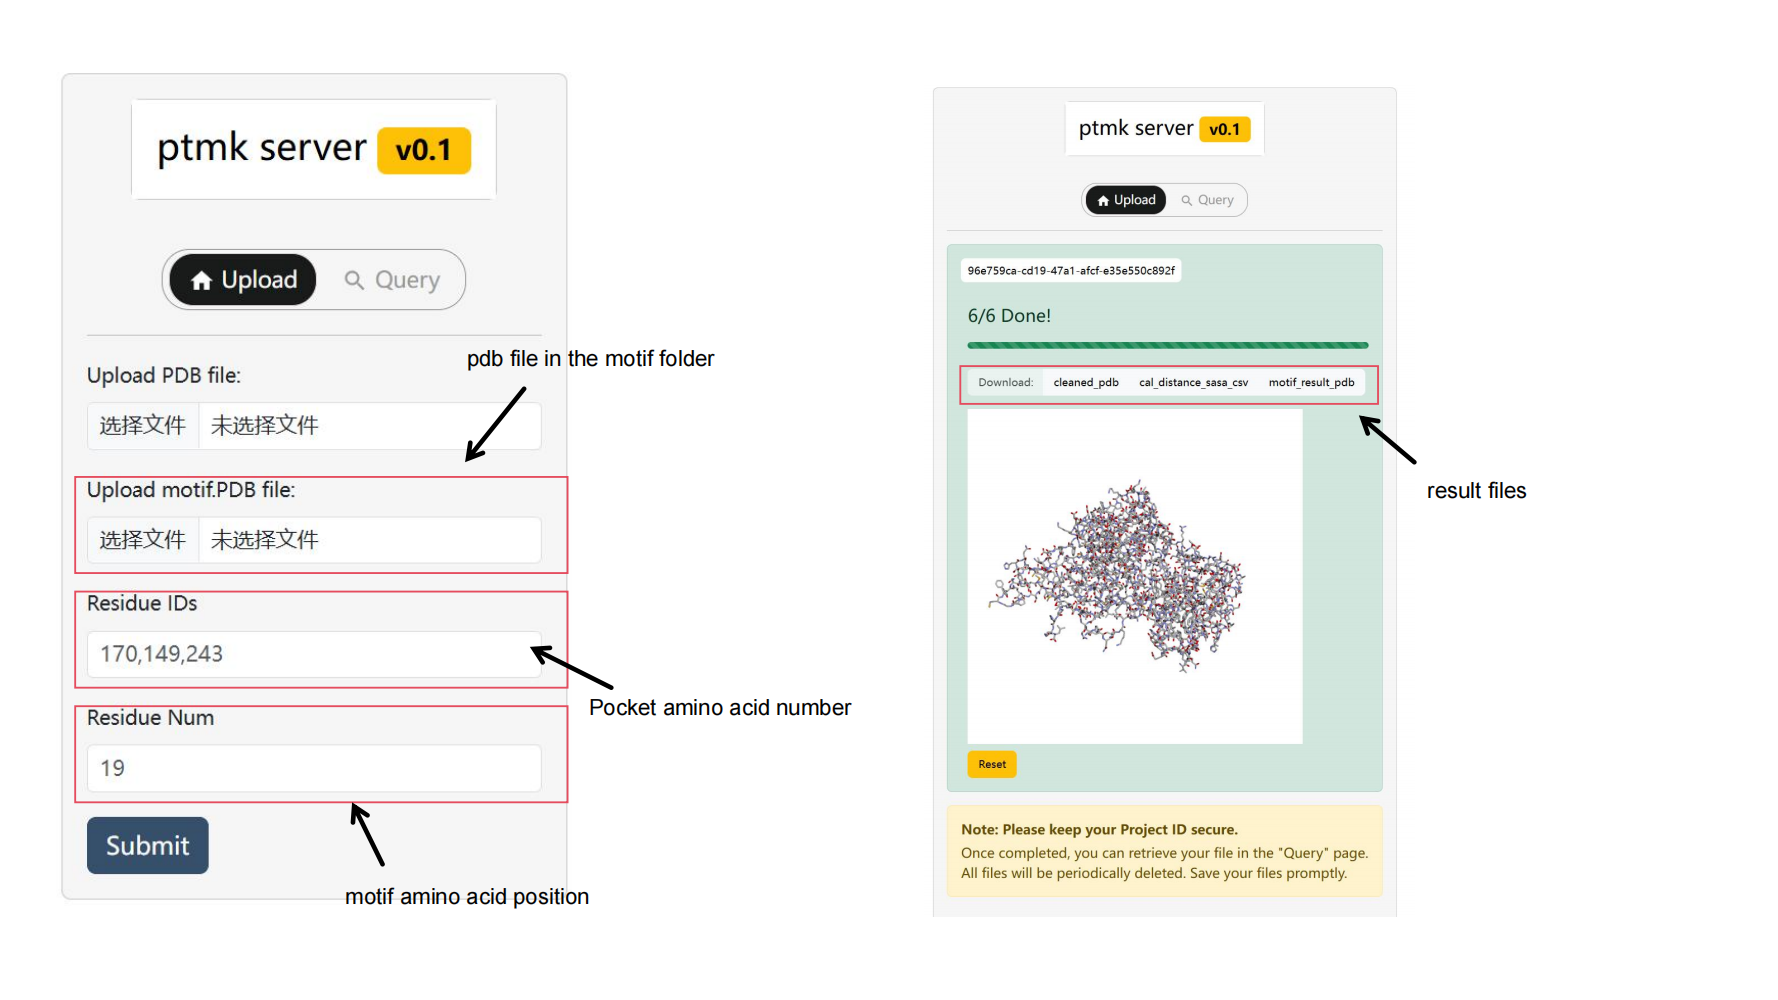 ptmk server v0.1
Upload Query
pdb file in the motif folder
Upload PDB file:
选择文件 未选择文件
Upload motif.PDB file:
选择文件 未选择文件
Residue IDs
170,149,243
Pocket amino acid number
Residue Num
19
Submit
motif amino acid position
ptmk server v0.1
Upload Query
96e759ca-cd19-47a1-afcf-e35e550c892f
6/6 Done!
Download: cleaned_pdb cal_distance_sasa_csv motif_result_pdb
result files
Reset
Note: Please keep your Project ID secure.
Once completed, you can retrieve your file in the "Query" page.
All files will be periodically deleted. Save your files promptly.